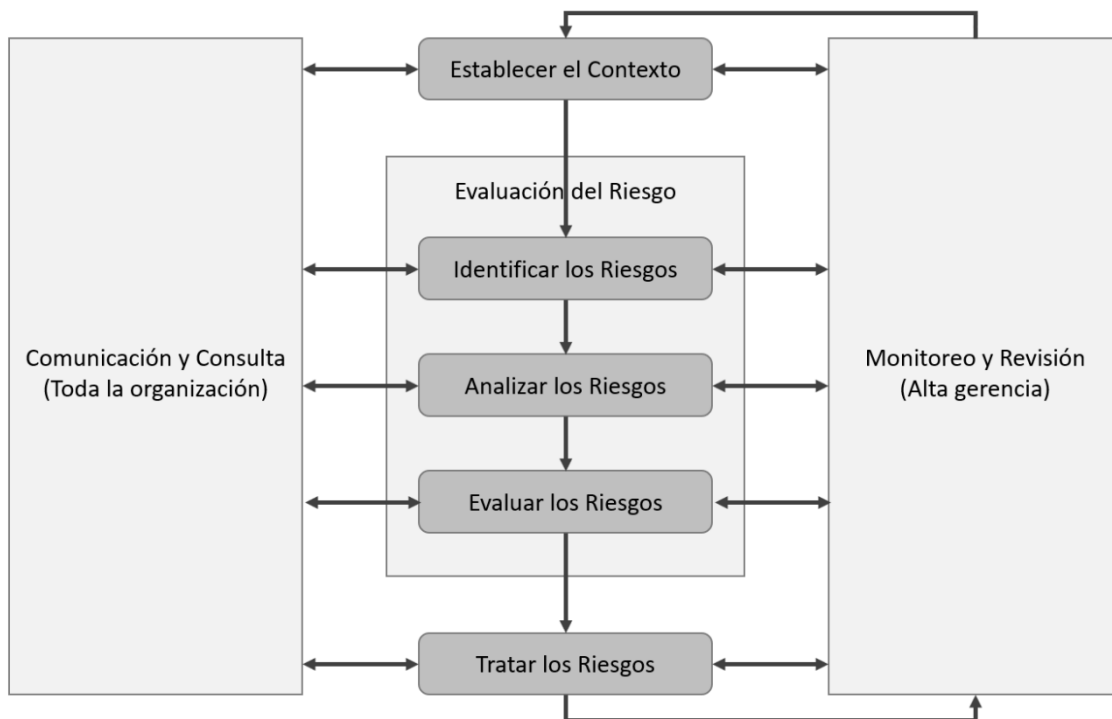 Establecer el Contexto
Evaluación del Riesgo
Identificar los Riesgos
Comunicación y Consulta
(Toda la organización)
Analizar los Riesgos
Monitoreo y Revisión
(Alta gerencia)
Evaluar los Riesgos
Tratar los Riesgos